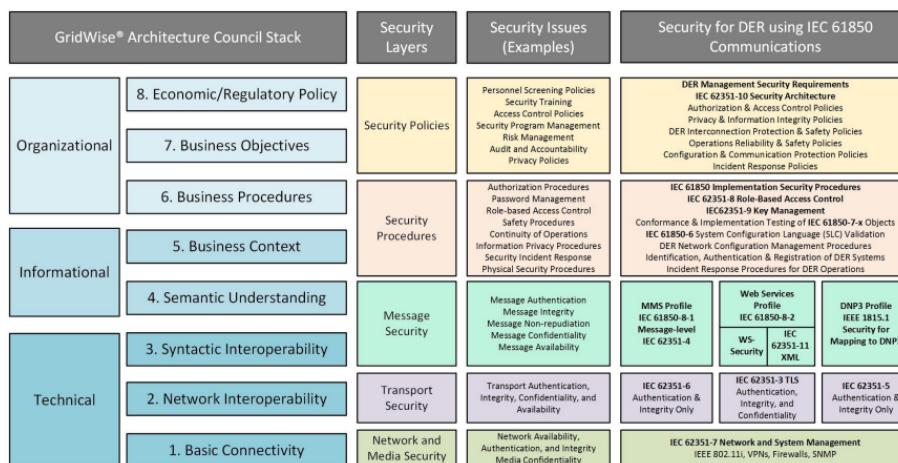 GridWise® Architecture Council Stack
Security
Layers
Security Issues
(Examples)
Security for DER using IEC 61850
Communications
Organizational
8. Economic/Regulatory Policy
7. Business Objectives
6. Business Procedures
Informational
5. Business Context
4. Semantic Understanding
Technical
3. Syntactic Interoperability
2. Network Interoperability
1. Basic Connectivity
Security Policies
Personnel Screening Policies
Security Training
Access Control Policies
Security Program Management
Risk Management
Audit and Accountability
Privacy Policies
DER Management Security Requirements
IEC 62351-10 Security Architecture
Authorization & Access Control Policies
Privacy & Information Integrity Policies
DER Interconnection Protection & Safety Policies
Operations Reliability & Safety Policies
Configuration & Communication Protection Policies
Incident Response Policies
Security
Procedures
Authorization Procedures
Password Management
Role-based Access Control
Safety Procedures
Continuity of Operations
Information Privacy Procedures
Security Incident Response
Physical Security Procedures
IEC 61850 Implementation Security Procedures
IEC 62351-8 Role-Based Access Control
IEC62351-9 Key Management
Conformance & Implementation Testing of IEC 61850-7-x Objects
IEC 61850-6 System Configuration Language (SLC) Validation
DER Network Configuration Management Procedures
Identification, Authentication & Registration of DER Systems
Incident Response Procedures for DER Operations
Message
Security
Message Authentication
Message Integrity
Message Non-repudiation
Message Confidentiality
Message Availability
MMS Profile
IEC 61850-8-1
Message-level
IEC 62351-4
Web Services
Profile
IEC 61850-8-2
WS-
Security
IEC
62351-11
XML
DNP3 Profile
IEEE 1815.1
Security for
Mapping to DNP3
Transport
Security
Transport Authentication,
Integrity, Confidentiality, and
Availability
IEC 62351-6
Authentication &
Integrity Only
IEC 62351-3 TLS
Authentication,
Integrity, and
Confidentiality
IEC 62351-5
Authentication &
Integrity Only
Network and
Media Security
Network Availability,
Authentication, and Integrity
Media Confidentiality
IEC 62351-7 Network and System Management
IEEE 802.11i, VPNs, Firewalls, SNMP